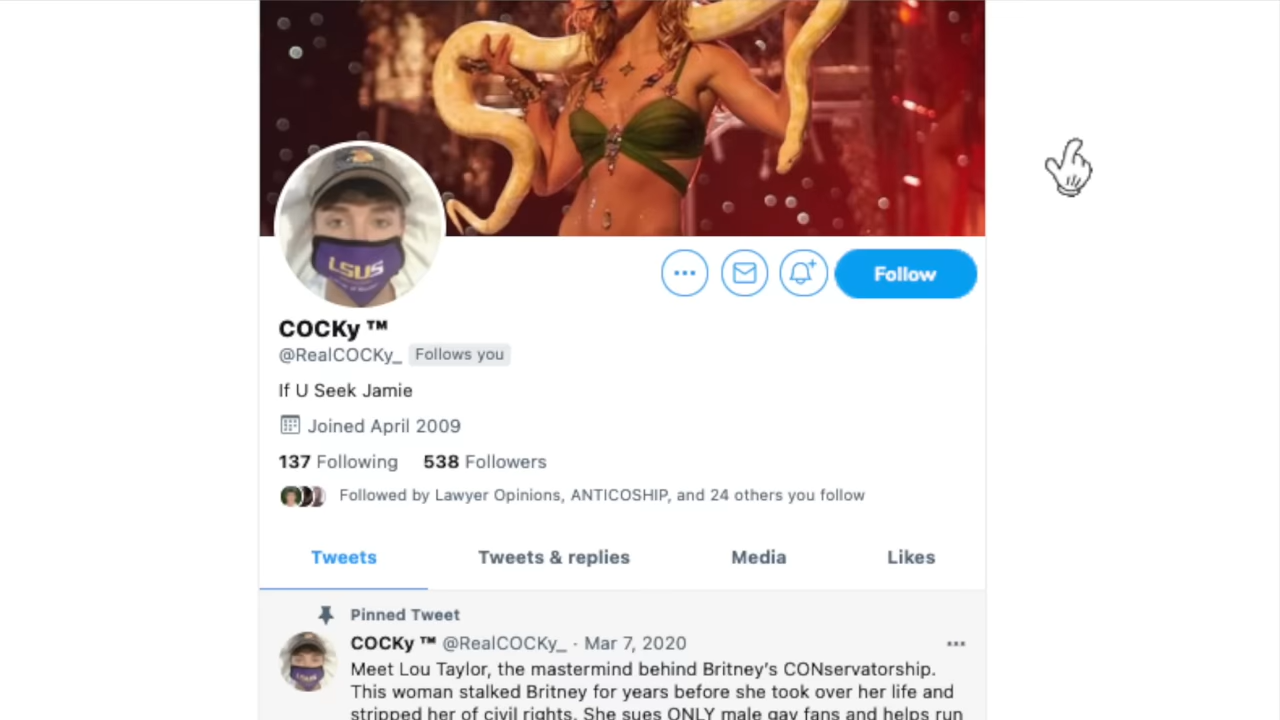 LSUS
Follow
COCKy ™
@RealCOCKy_ Follows you
If U Seek Jamie
Joined April 2009
137 Following 538 Followers
Followed by Lawyer Opinions, ANTICOSHIP, and 24 others you follow
Tweets Tweets & replies Media Likes
Pinned Tweet
COCKy ™ @RealCOCKy_ · Mar 7, 2020
Meet Lou Taylor, the mastermind behind Britney's CONservatorship.
This woman stalked Britney for years before she took over her life and
stripped her of civil rights. She sues ONLY male gay fans and helps run